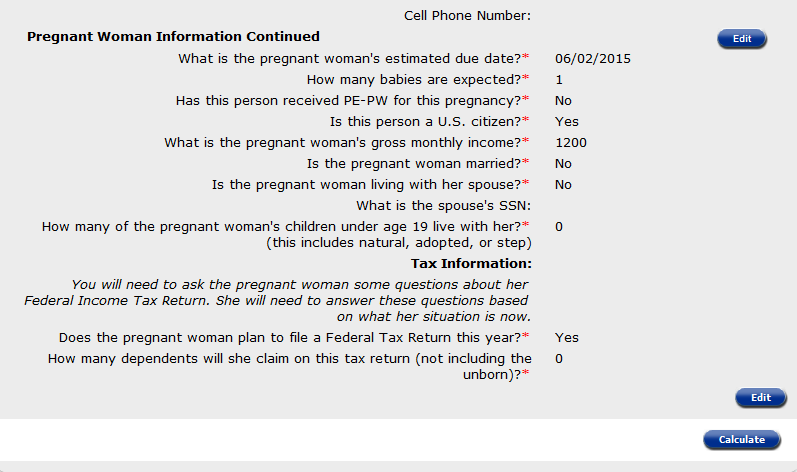 Cell Phone Number:
Pregnant Woman Information Continued
Edit
What is the pregnant woman's estimated due date?* 06/02/2015
How many babies are expected?* 1
Has this person received PE-PW for this pregnancy?* No
Is this person a U.S. citizen?* Yes
What is the pregnant woman's gross monthly income?* 1200
Is the pregnant woman married?* No
Is the pregnant woman living with her spouse?* No
What is the spouse's SSN:
How many of the pregnant woman's children under age 19 live with her?* 0
(this includes natural, adopted, or step)
Tax Information:
You will need to ask the pregnant woman some questions about her
Federal Income Tax Return. She will need to answer these questions based
on what her situation is now.
Does the pregnant woman plan to file a Federal Tax Return this year?* Yes
How many dependents will she claim on this tax return (not including the 0
unborn)?*
Edit
Calculate